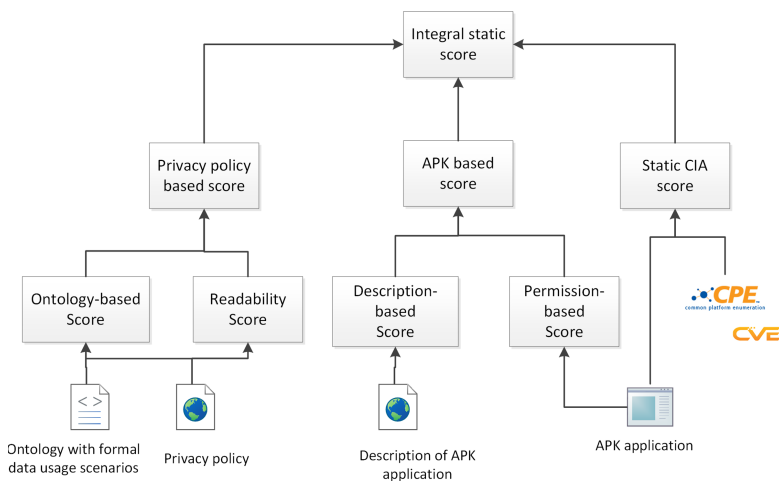 Integral static
score
Privacy policy
based score
APK based
score
Static CIA
score
Ontology-based
Score
Readability
Score
Description-
based
Score
Permission-
based
Score
CPE
common platform enumeration
CVE
< >
Ontology with formal
data usage scenarios
Privacy policy
Description of APK
application
APK application